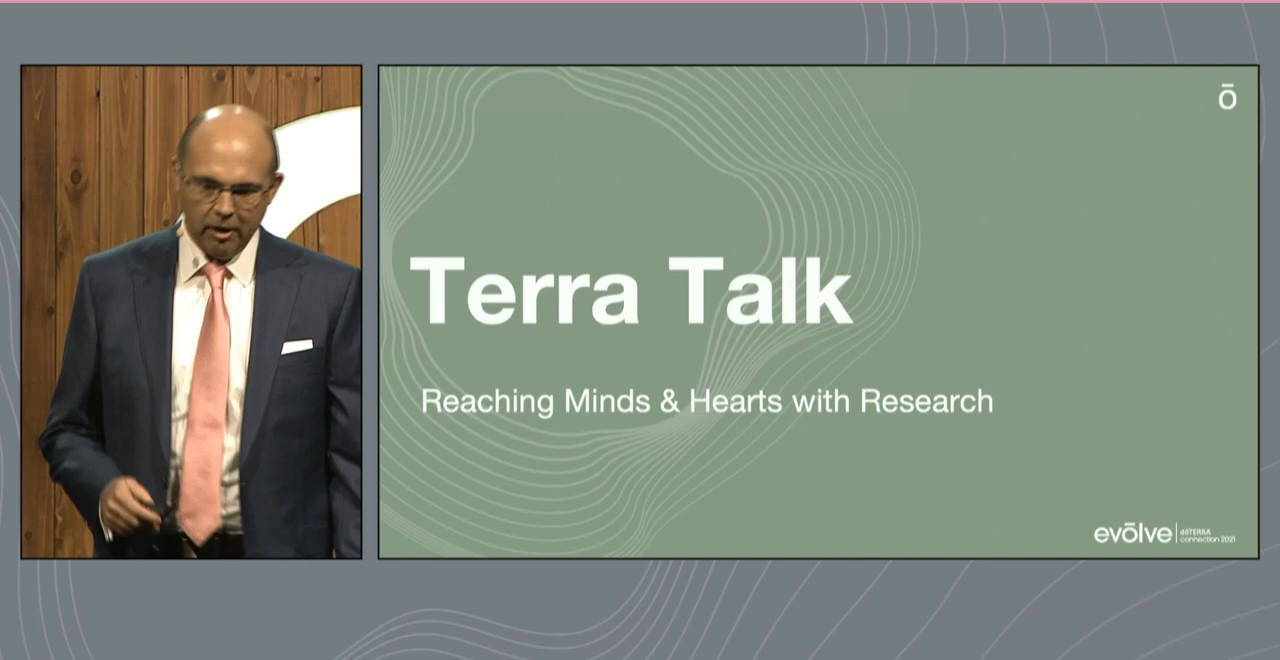 ō
Terra Talk
Reaching Minds & Hearts with Research
evōlve
dōTERRA
connection 2021